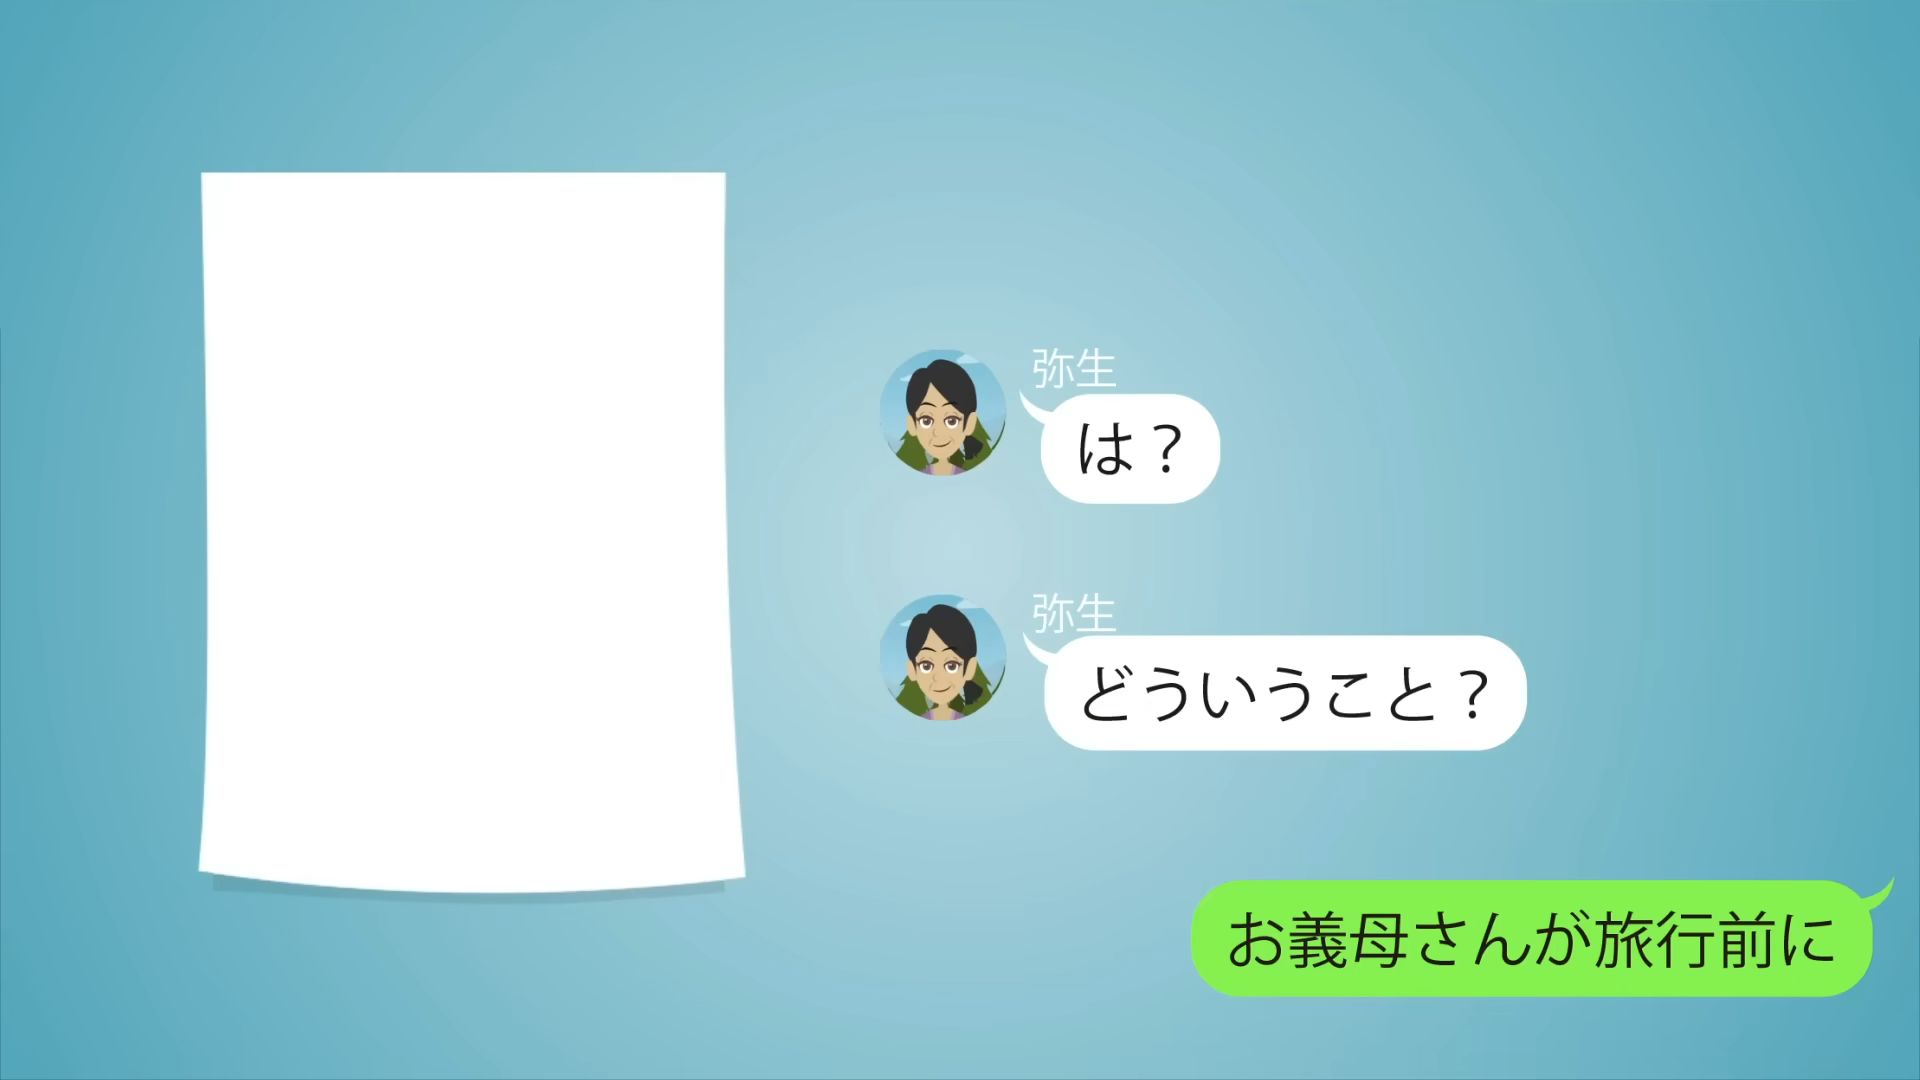 弥生
は？
弥生
どういうこと？
お義母さんが旅行前に